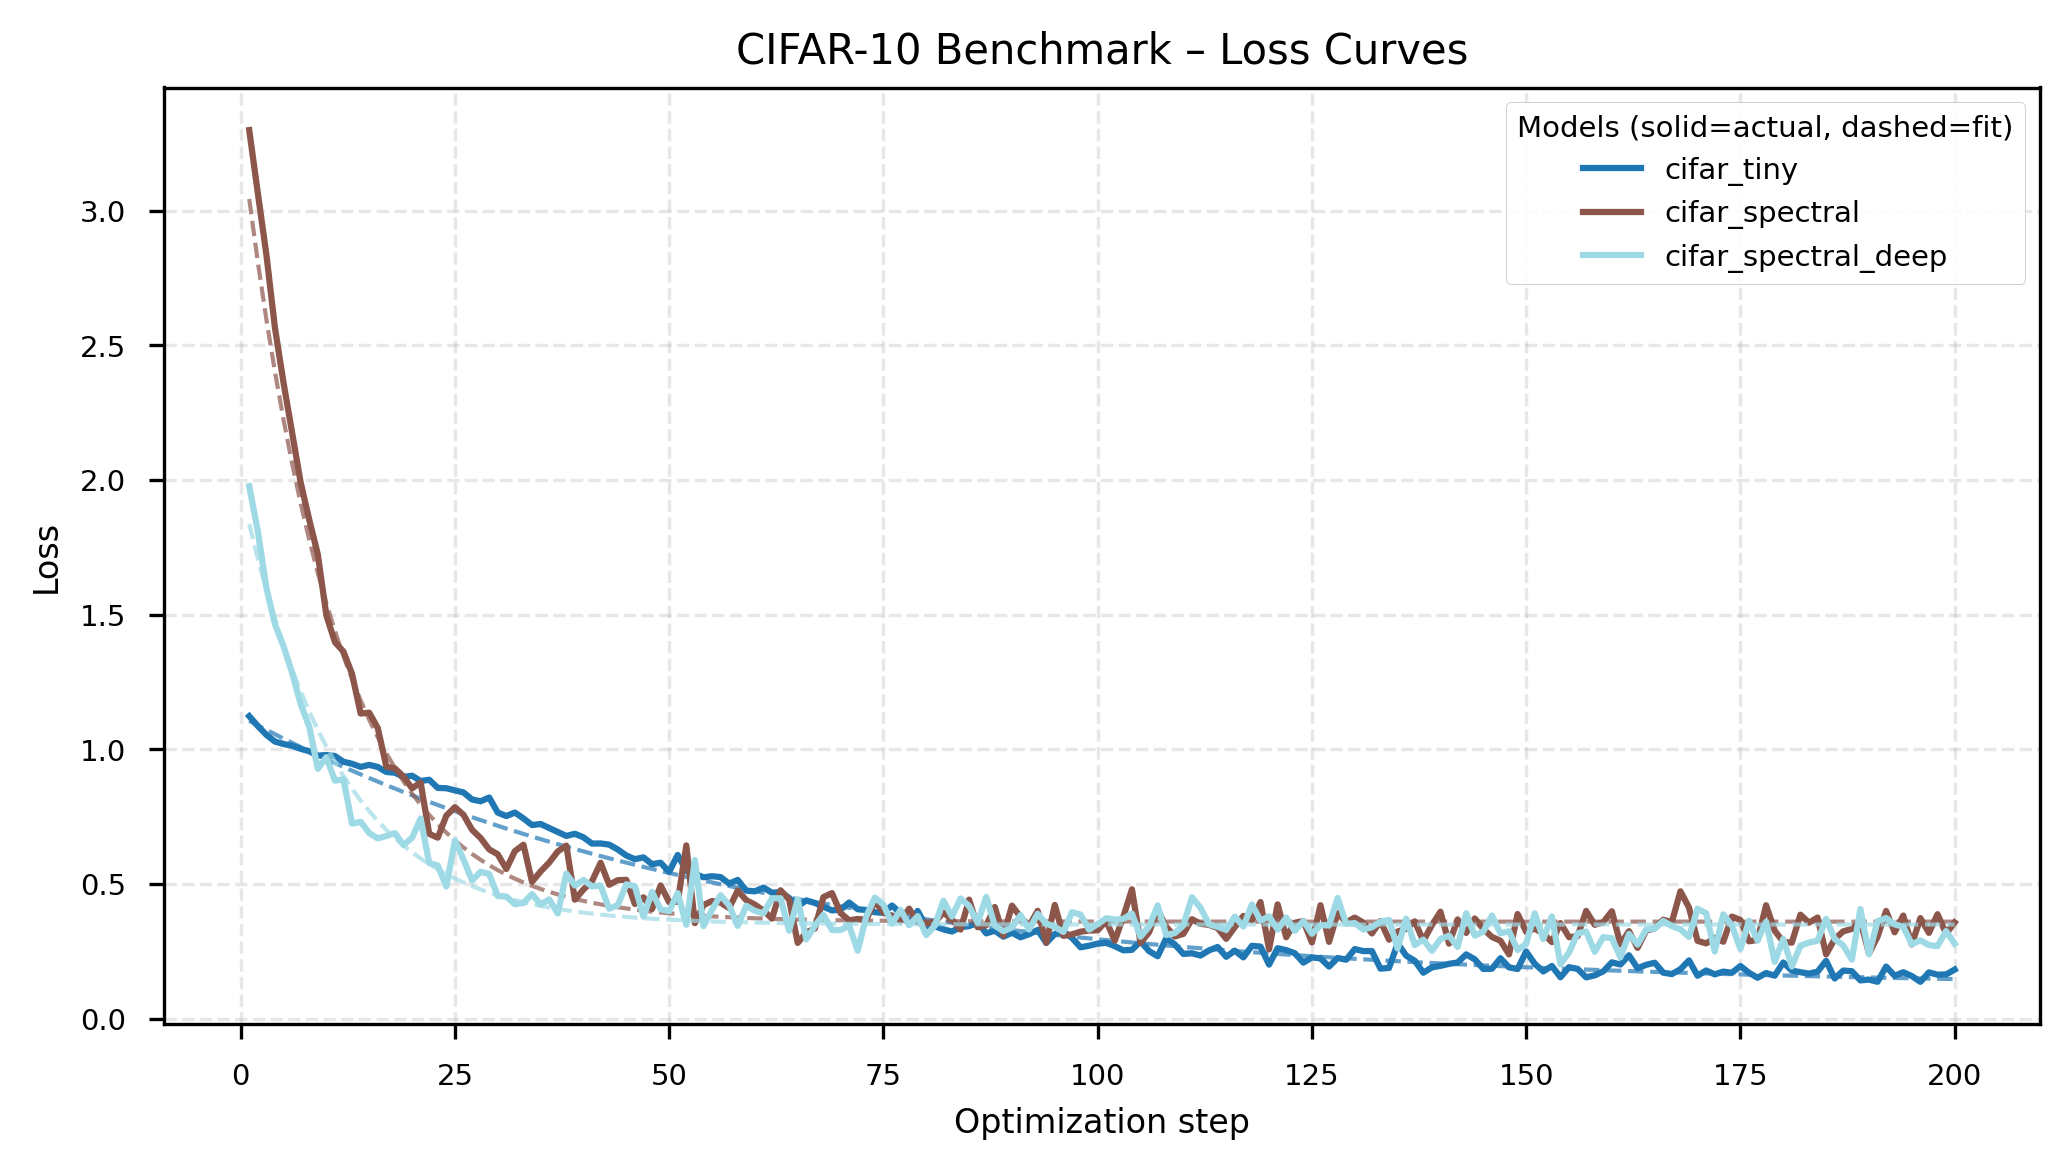 CIFAR-10 Benchmark – Loss Curves
Models (solid=actual, dashed=fit)
cifar_tiny
cifar_spectral
cifar_spectral_deep
Loss
3.0
2.5
2.0
1.5
1.0
0.5
0.0
0 25 50 75 100 125 150 175 200
Optimization step